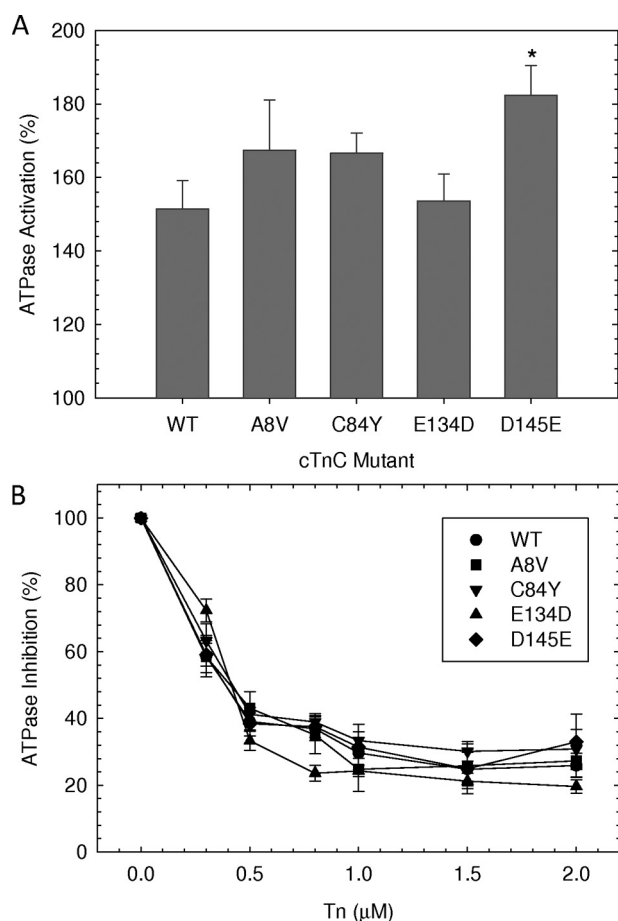 A
200
180
160
140
120
100
ATPase Activation (%)
*
WT A8V C84Y E134D D145E
cTnC Mutant
B
100
80
60
40
20
0
ATPase Inhibition (%)
WT
A8V
C84Y
E134D
D145E
0.0 0.5 1.0 1.5 2.0
Tn (μM)